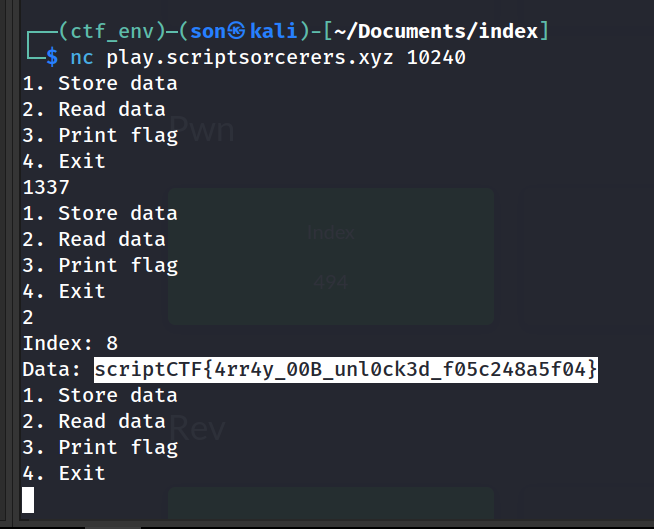 (ctf_env)-(son㉿kali)-[~/Documents/index]
$ nc play.scriptsorcerers.xyz 10240
1. Store data
2. Read data
Pwn
3. Print flag
4. Exit
1337
1. Store data
2. Read data
Index
3. Print flag
4. Exit
494
2
Index: 8
Data: scriptCTF{4rr4y_00B_unl0ck3d_f05c248a5f04}
1. Store data
2. Read data
Rev
3. Print flag
4. Exit